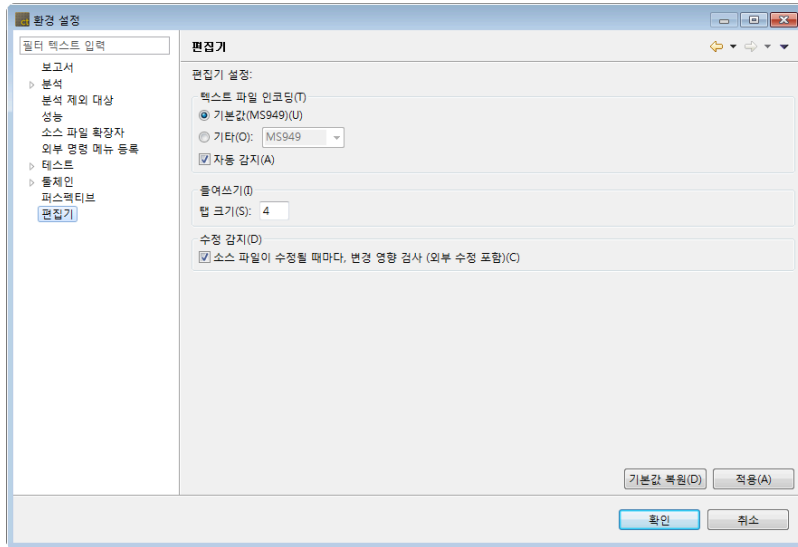 ct 환경 설정
필터 텍스트 입력
보고서
분석
분석 제외 대상
성능
소스 파일 확장자
외부 명령 메뉴 등록
테스트
툴체인
퍼스펙티브
편집기
편집기
편집기 설정:
텍스트 파일 인코딩(T)
기본값(MS949)(U)
기타(O): MS949
자동 감지(A)
들여쓰기(I)
탭 크기(S): 4
수정 감지(D)
소스 파일이 수정될 때마다, 변경 영향 검사 (외부 수정 포함)(C)
기본값 복원(D) 적용(A)
확인 취소